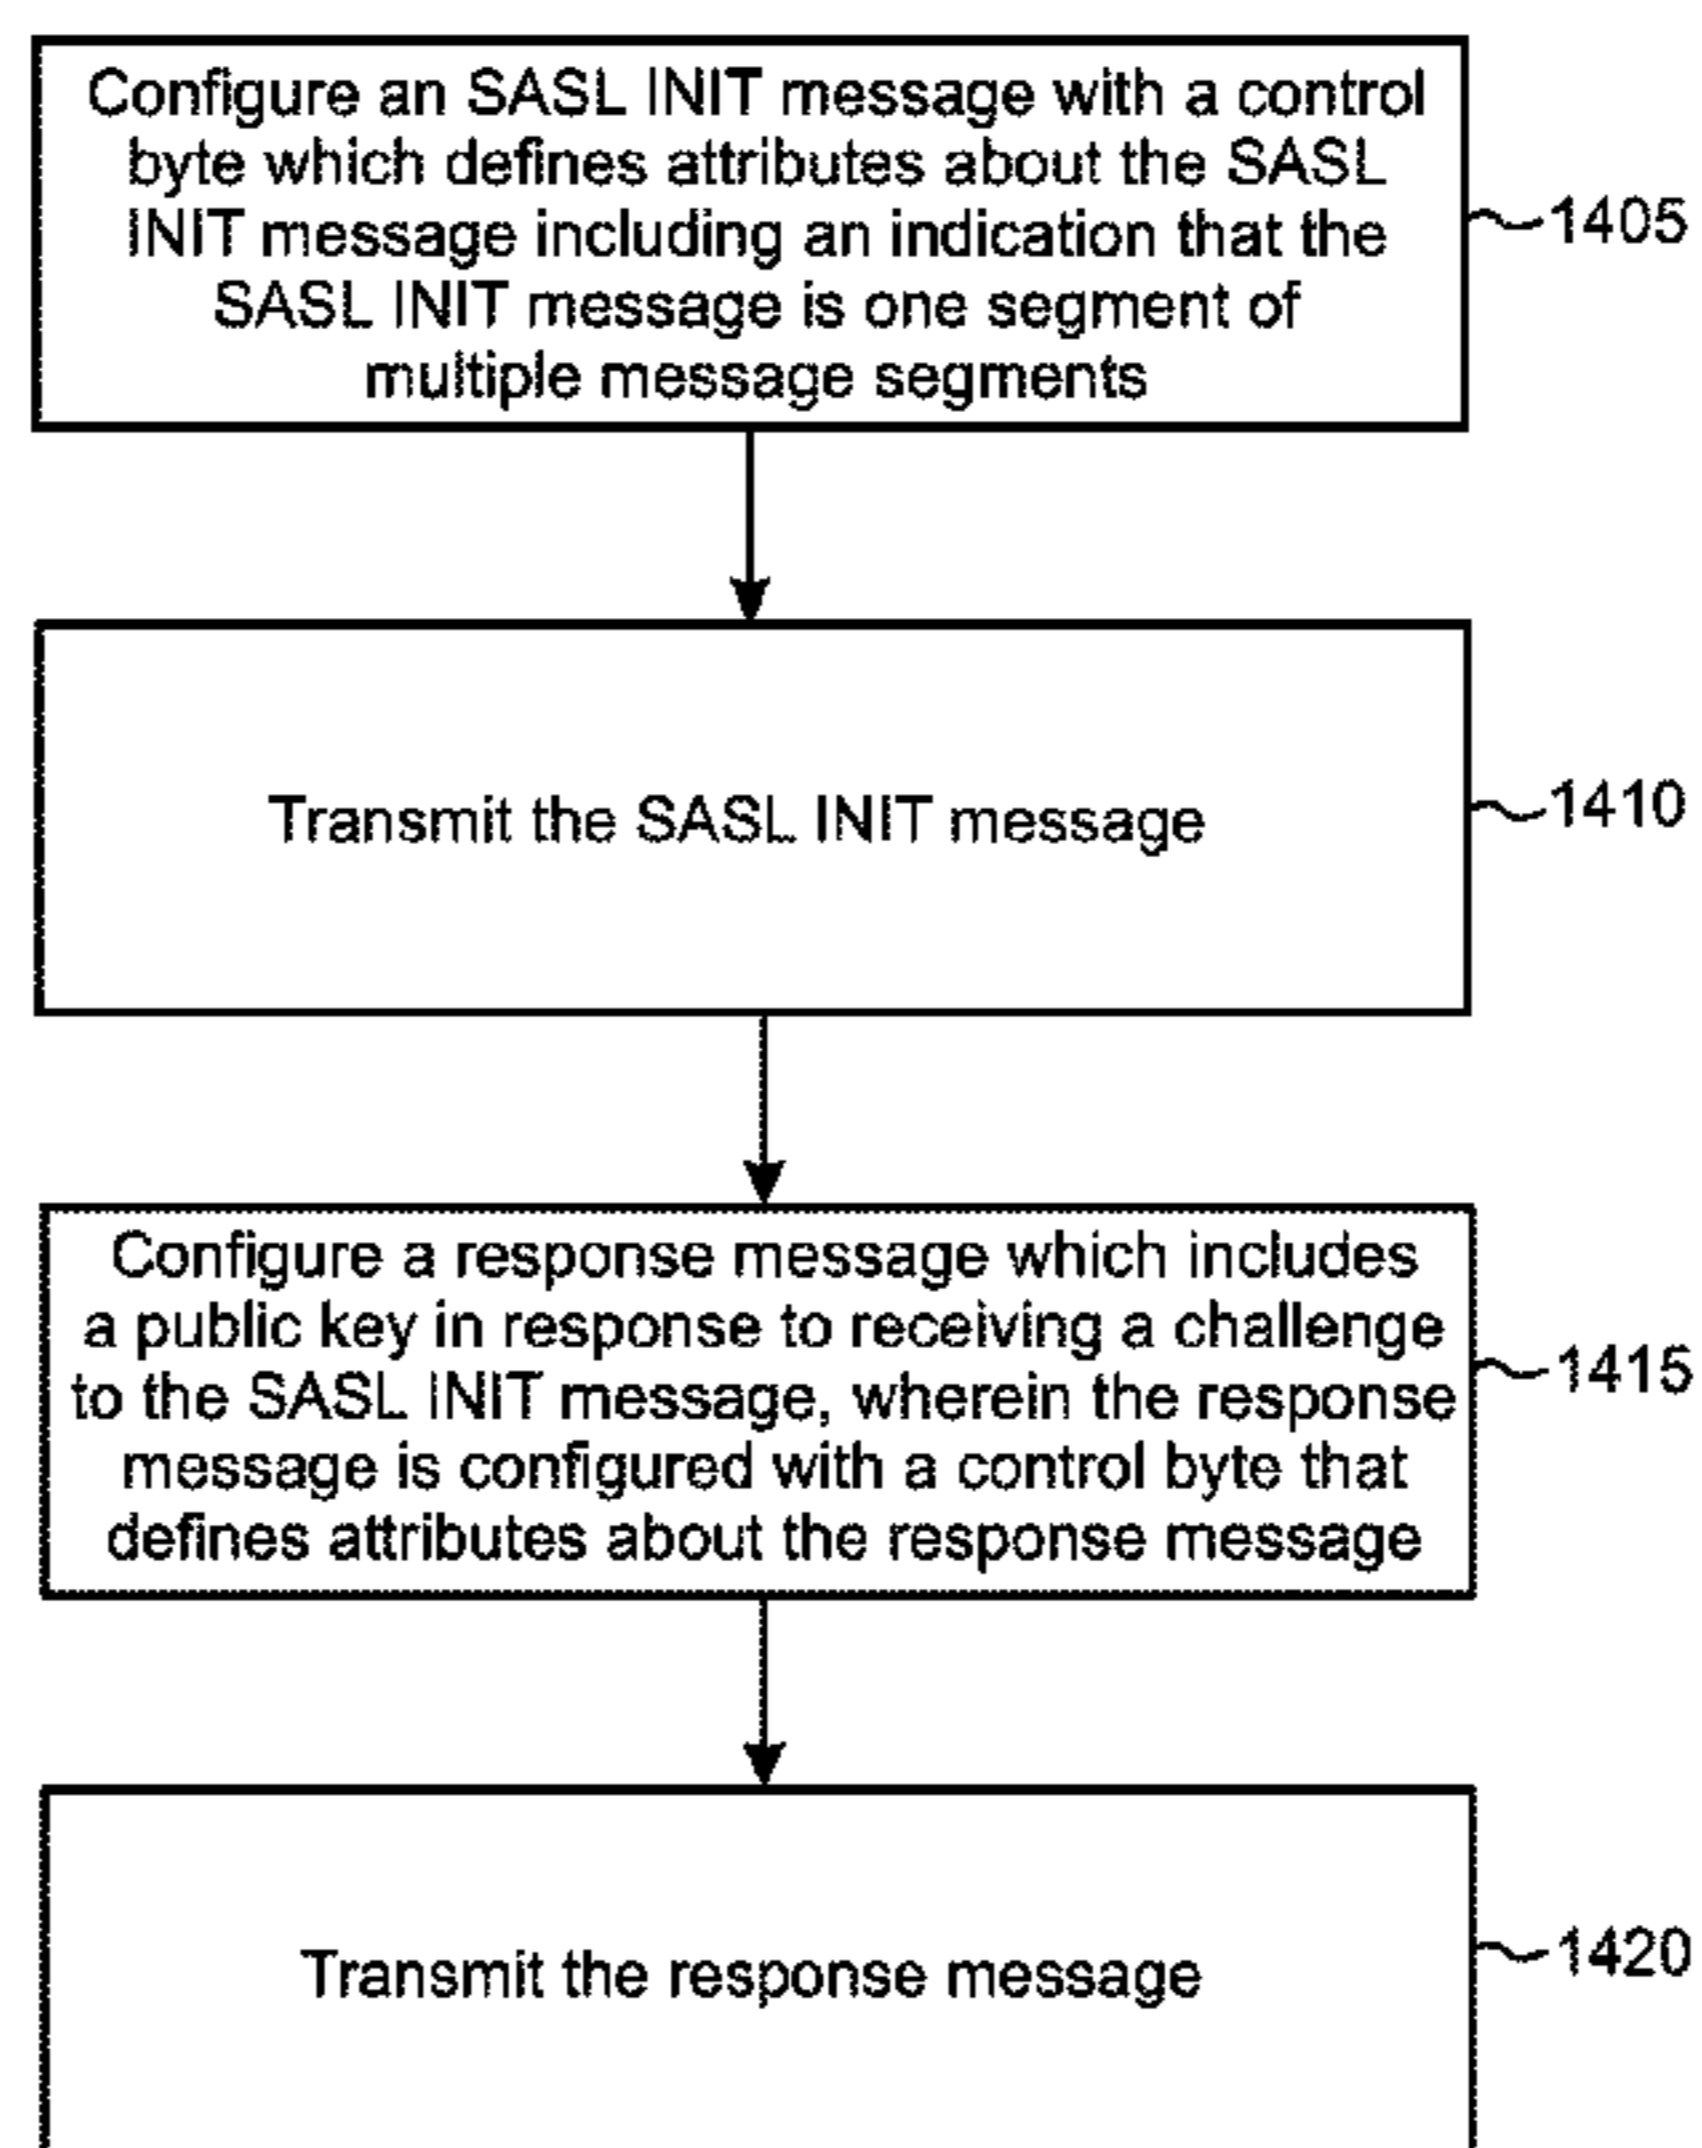 Configure an SASL INIT message with a control
byte which defines attributes about the SASL
INIT message including an indication that the
SASL INIT message is one segment of
multiple message segments
1405
Transmit the SASL INIT message
1410
Configure a response message which includes
a public key in response to receiving a challenge
to the SASL INIT message, wherein the response
message is configured with a control byte that
defines attributes about the response message
1415
Transmit the response message
1420